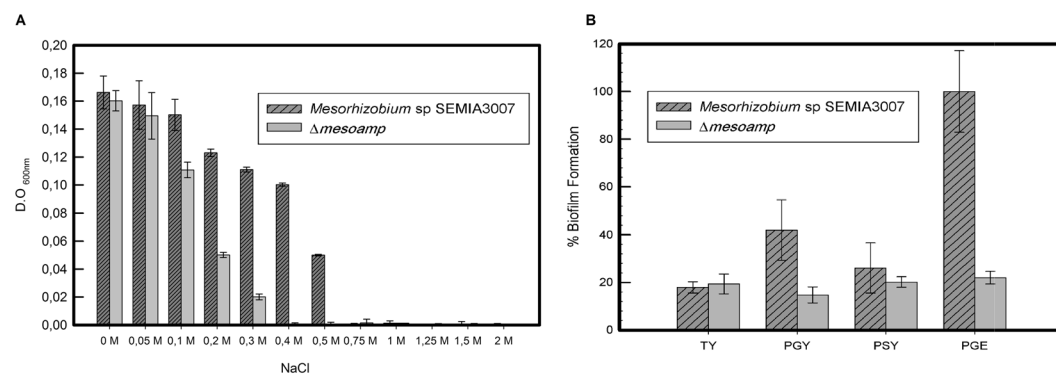 A
0,20
0,18
0,16
0,14
0,12
0,10
0,08
0,06
0,04
0,02
0,00
D.O 600nm
Mesorhizobium sp SEMIA3007
Δmesoamp
0 M 0,05 M 0,1 M 0,2 M 0,3 M 0,4 M 0,5 M 0,75 M 1 M 1,25 M 1,5 M 2 M
NaCl
B
120
100
80
60
40
20
0
% Biofilm Formation
Mesorhizobium sp SEMIA3007
Δmesoamp
TY PGY PSY PGE